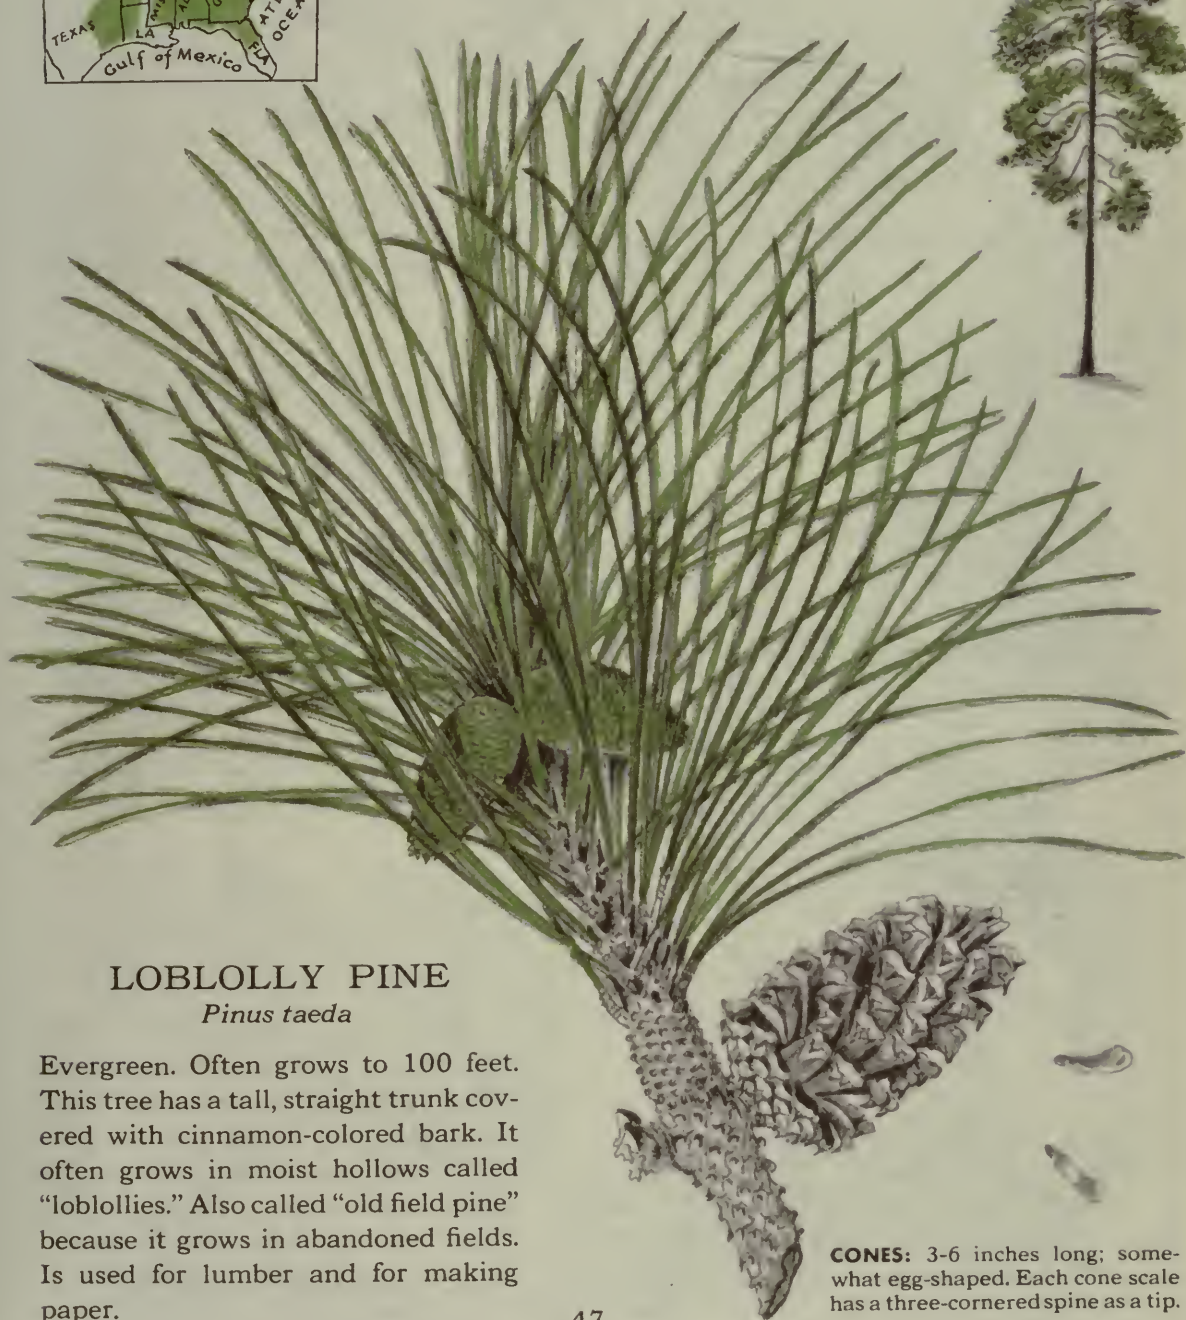 TEXAS
LA
FLA
Gulf of Mexico
LOBLOLLY PINE
Pinus taeda
Evergreen. Often grows to 100 feet.
This tree has a tall, straight trunk cov-
ered with cinnamon-colored bark. It
often grows in moist hollows called
“loblollies.” Also called “old field pine”
because it grows in abandoned fields.
Is used for lumber and for making
paper.
CONES: 3-6 inches long; some-
what egg-shaped. Each cone scale
has a three-cornered spine as a tip.
47